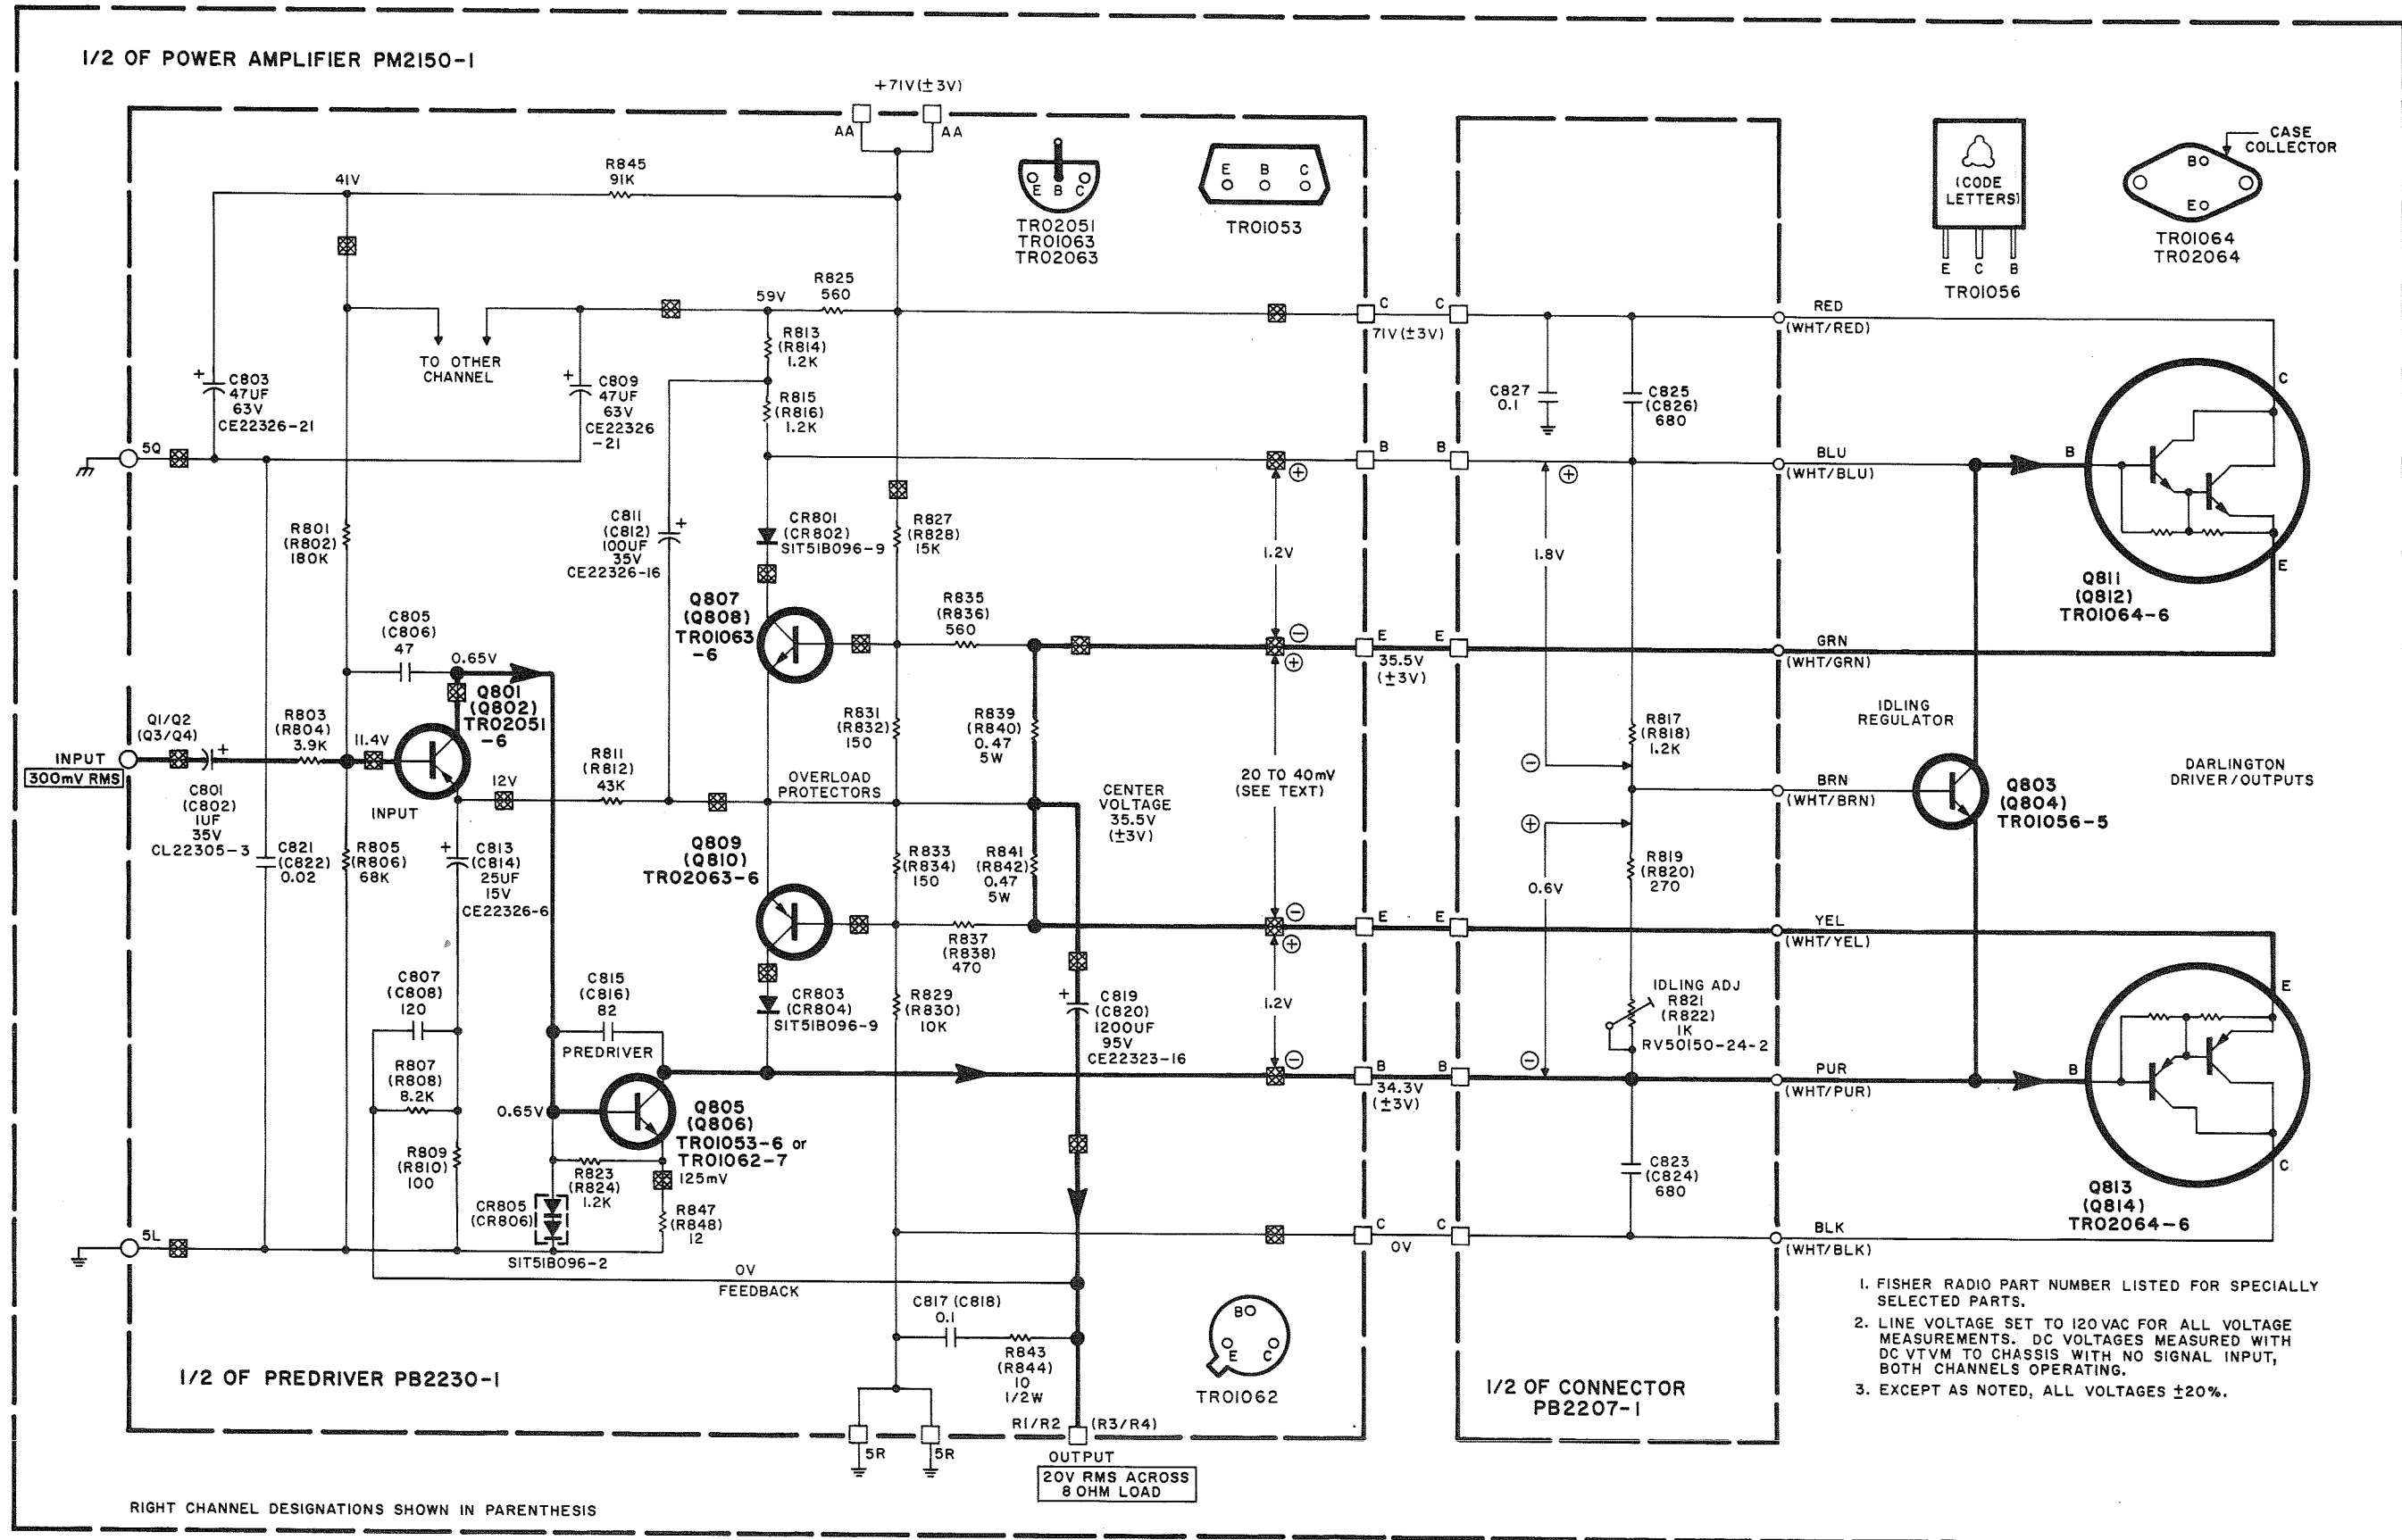 1/2 OF POWER AMPLIFIER PM2150-1
+71V(±3V)
AA
AA
R845
91K
41V
E B C
TR02051
TR01063
TR02063
E B C
TR01053
(CODE
LETTERS)
E C B
TR01056
CASE
COLLECTOR
B
E
TR01064
TR02064
R825
560
59V
R813
(R814)
1.2K
TO OTHER
CHANNEL
C
71V(±3V)
C
RED
(WHT/RED)
+
C803
47UF
63V
CE22326-21
+
C809
47UF
63V
CE22326
-21
R815
(R816)
1.2K
C827
0.1
C825
(C826)
680
C
5Q
B
B
BLU
(WHT/BLU)
B
+
+
R801
(R802)
180K
C811
(C812)
100UF
35V
CE22326-16
+
CR801
(CR802)
SIT51B096-9
R827
(R828)
15K
1.2V
1.8V
E
Q811
(Q812)
TR01064-6
Q807
(Q808)
TR01063
-6
R835
(R836)
560
C805
(C806)
47
0.65V
−
+
E
35.5V
(±3V)
E
GRN
(WHT/GRN)
Q801
(Q802)
TR02051
-6
Q1/Q2
(Q3/Q4)
INPUT
300mV RMS
R803
(R804)
3.9K
11.4V
+
C801
(C802)
1UF
35V
CL22305-3
INPUT
12V
R811
(R812)
43K
OVERLOAD
PROTECTORS
R831
(R832)
150
R839
(R840)
0.47
5W
CENTER
VOLTAGE
35.5V
(±3V)
20 TO 40mV
(SEE TEXT)
R817
(R818)
1.2K
−
IDLING
REGULATOR
BRN
(WHT/BRN)
Q803
(Q804)
TR01056-5
DARLINGTON
DRIVER/OUTPUTS
+
C821
(C822)
0.02
R805
(R806)
68K
+
C813
(C814)
25UF
15V
CE22326-6
Q809
(Q810)
TR02063-6
R833
(R834)
150
R841
(R842)
0.47
5W
R819
(R820)
270
0.6V
−
+
E
E
YEL
(WHT/YEL)
R837
(R838)
470
E
C807
(C808)
120
C815
(C816)
82
PREDRIVER
CR803
(CR804)
SIT51B096-9
R829
(R830)
10K
+
C819
(C820)
1200UF
95V
CE22323-16
1.2V
IDLING ADJ
R821
(R822)
1K
RV50150-24-2
−
−
B
34.3V
(±3V)
B
PUR
(WHT/PUR)
B
R807
(R808)
8.2K
0.65V
Q805
(Q806)
TR01053-6 or
TR01062-7
R809
(R810)
100
R823
(R824)
1.2K
125mV
CR805
(CR806)
SIT51B096-2
R847
(R848)
12
C823
(C824)
680
C
Q813
(Q814)
TR02064-6
C
0V
C
BLK
(WHT/BLK)
5L
0V
FEEDBACK
C817 (C818)
0.1
R843
(R844)
10
1/2W
B
E C
TR01062
1/2 OF PREDRIVER PB2230-1
1/2 OF CONNECTOR
PB2207-1
1. FISHER RADIO PART NUMBER LISTED FOR SPECIALLY
SELECTED PARTS.
2. LINE VOLTAGE SET TO 120 VAC FOR ALL VOLTAGE
MEASUREMENTS. DC VOLTAGES MEASURED WITH
DC VTVM TO CHASSIS WITH NO SIGNAL INPUT,
BOTH CHANNELS OPERATING.
3. EXCEPT AS NOTED, ALL VOLTAGES ±20%.
5R
5R
R1/R2
(R3/R4)
OUTPUT
20V RMS ACROSS
8 OHM LOAD
RIGHT CHANNEL DESIGNATIONS SHOWN IN PARENTHESIS